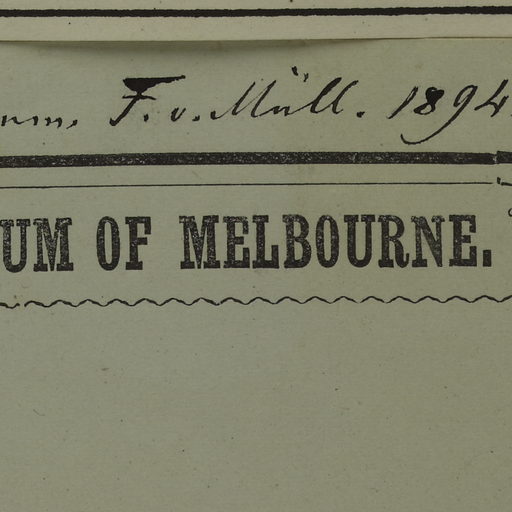 F. v. Müll. 1894.
UM OF MELBOURNE.